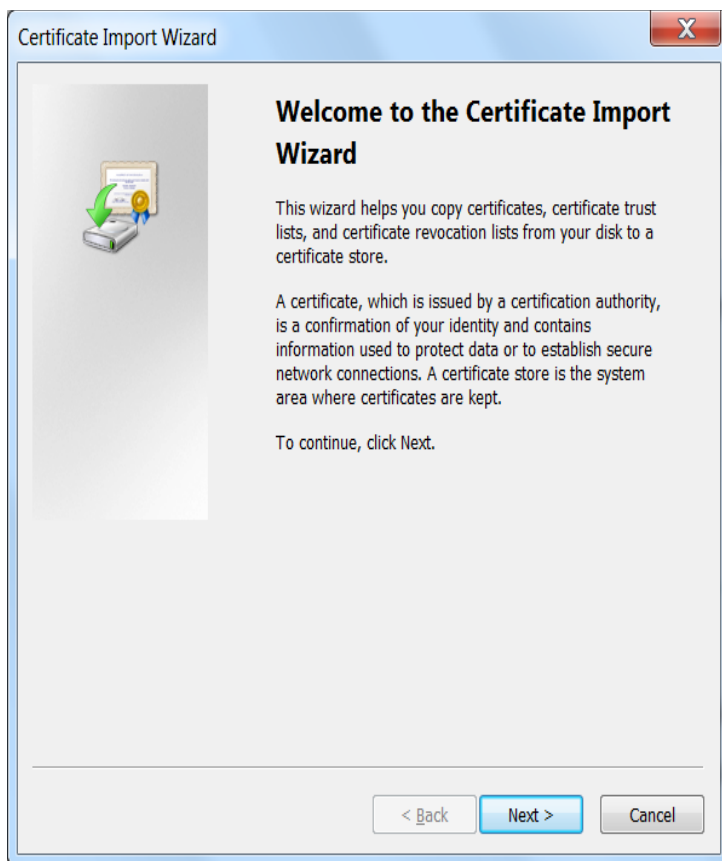 Certificate Import Wizard
X
Welcome to the Certificate Import
Wizard
This wizard helps you copy certificates, certificate trust
lists, and certificate revocation lists from your disk to a
certificate store.
A certificate, which is issued by a certification authority,
is a confirmation of your identity and contains
information used to protect data or to establish secure
network connections. A certificate store is the system
area where certificates are kept.
To continue, click Next.
< Back Next > Cancel